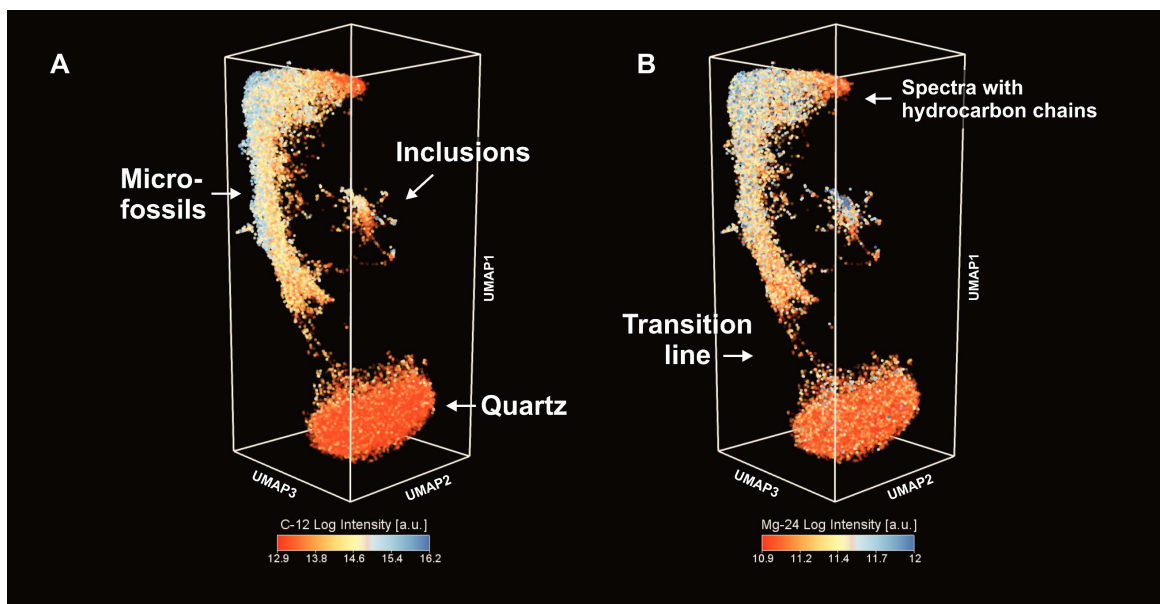 A
Micro-
fossils
Inclusions
Quartz
UMAP1
UMAP3
UMAP2
C-12 Log Intensity [a.u.]
12.9 13.8 14.6 15.4 16.2
B
Spectra with
hydrocarbon chains
Transition
line
UMAP1
UMAP3
UMAP2
Mg-24 Log Intensity [a.u.]
10.9 11.2 11.4 11.7 12